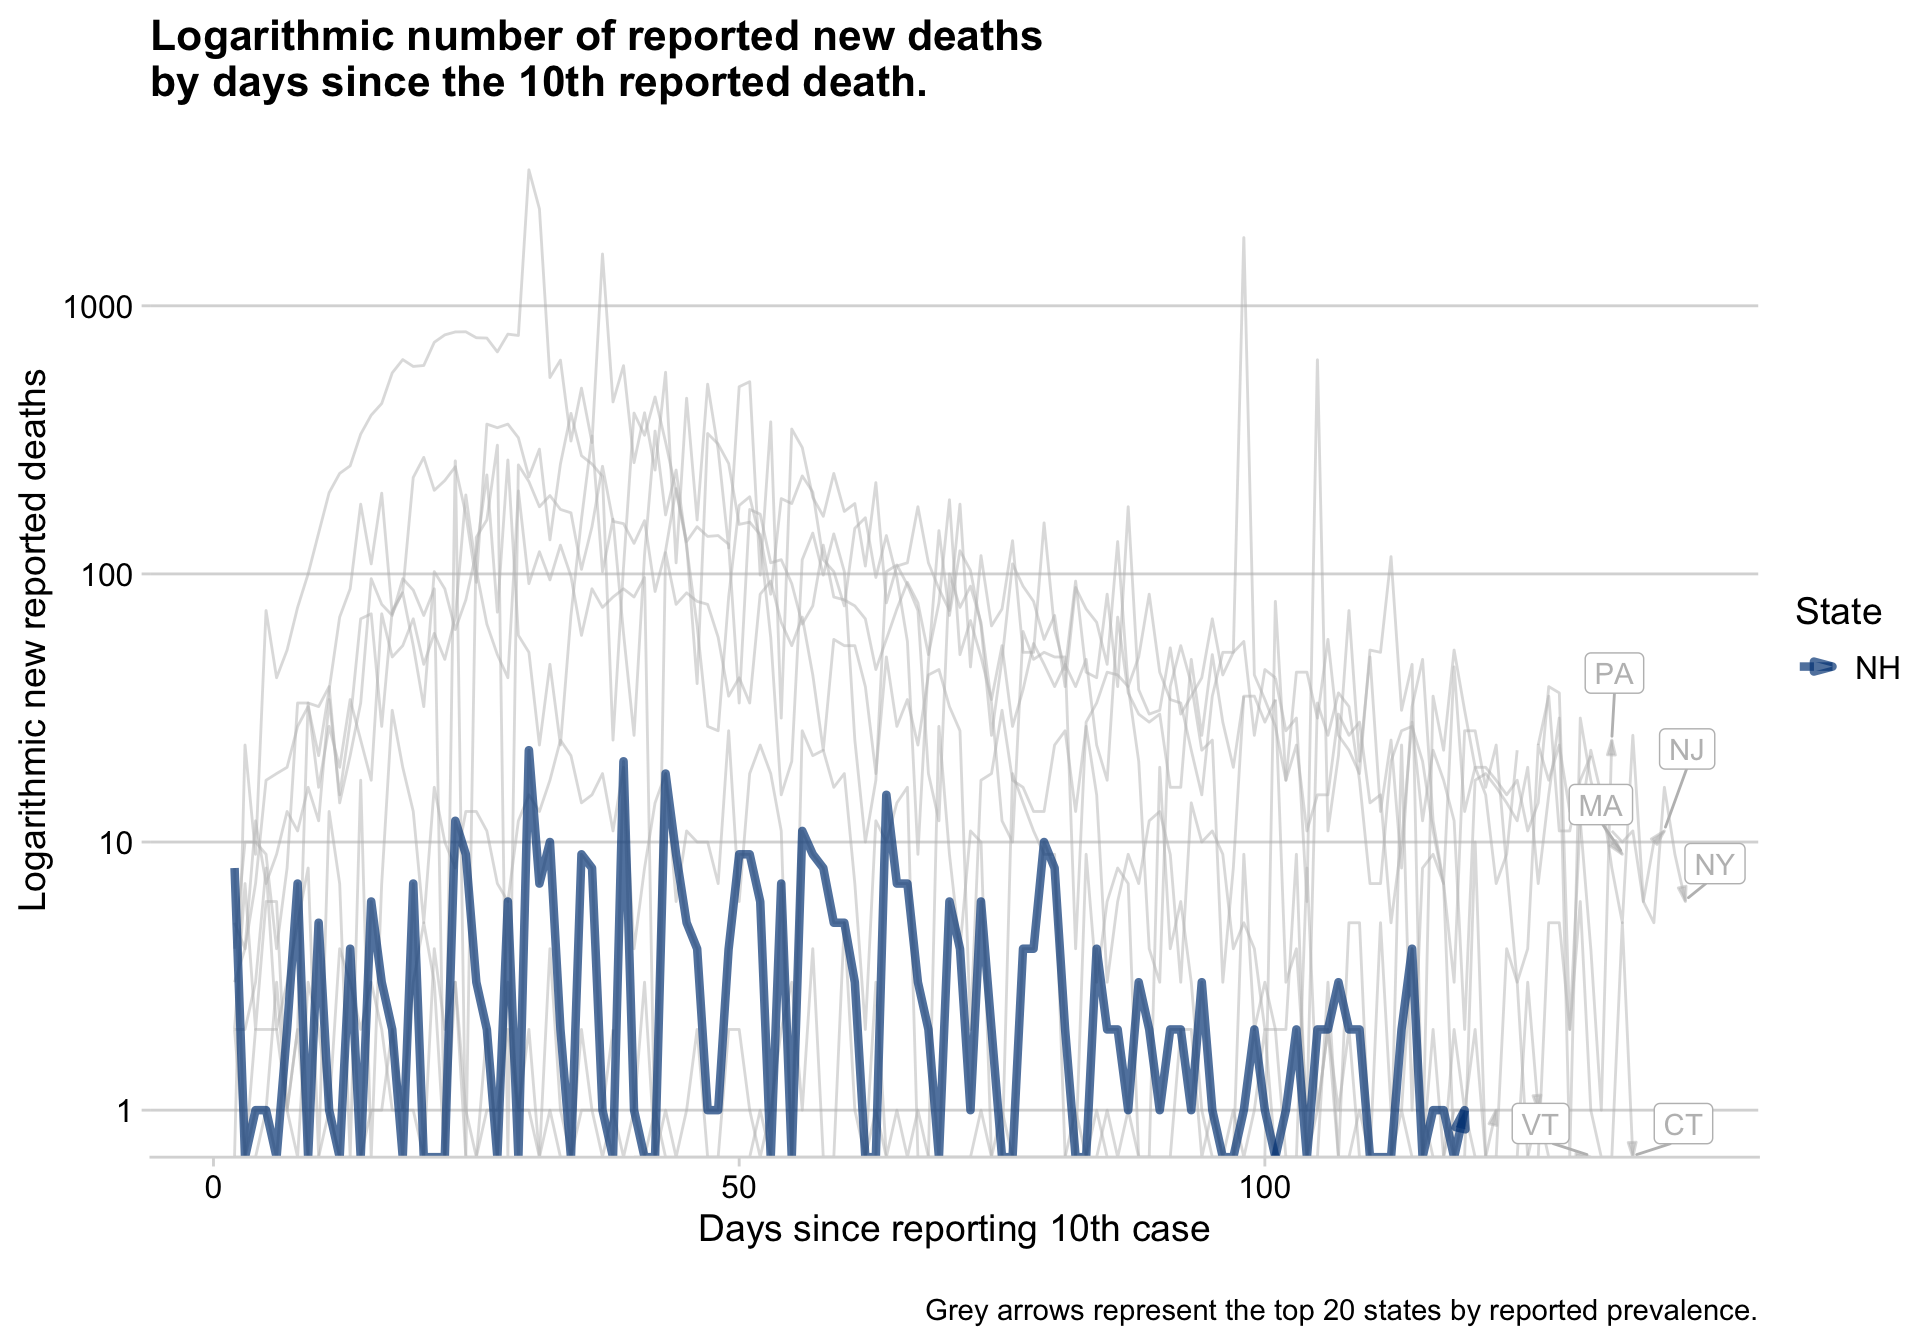 Logarithmic number of reported new deaths
by days since the 10th reported death.
Logarithmic new reported deaths
1000
100
10
1
0
50
100
Days since reporting 10th case
PA
NJ
MA
NY
VT
CT
State
NH
Grey arrows represent the top 20 states by reported prevalence.